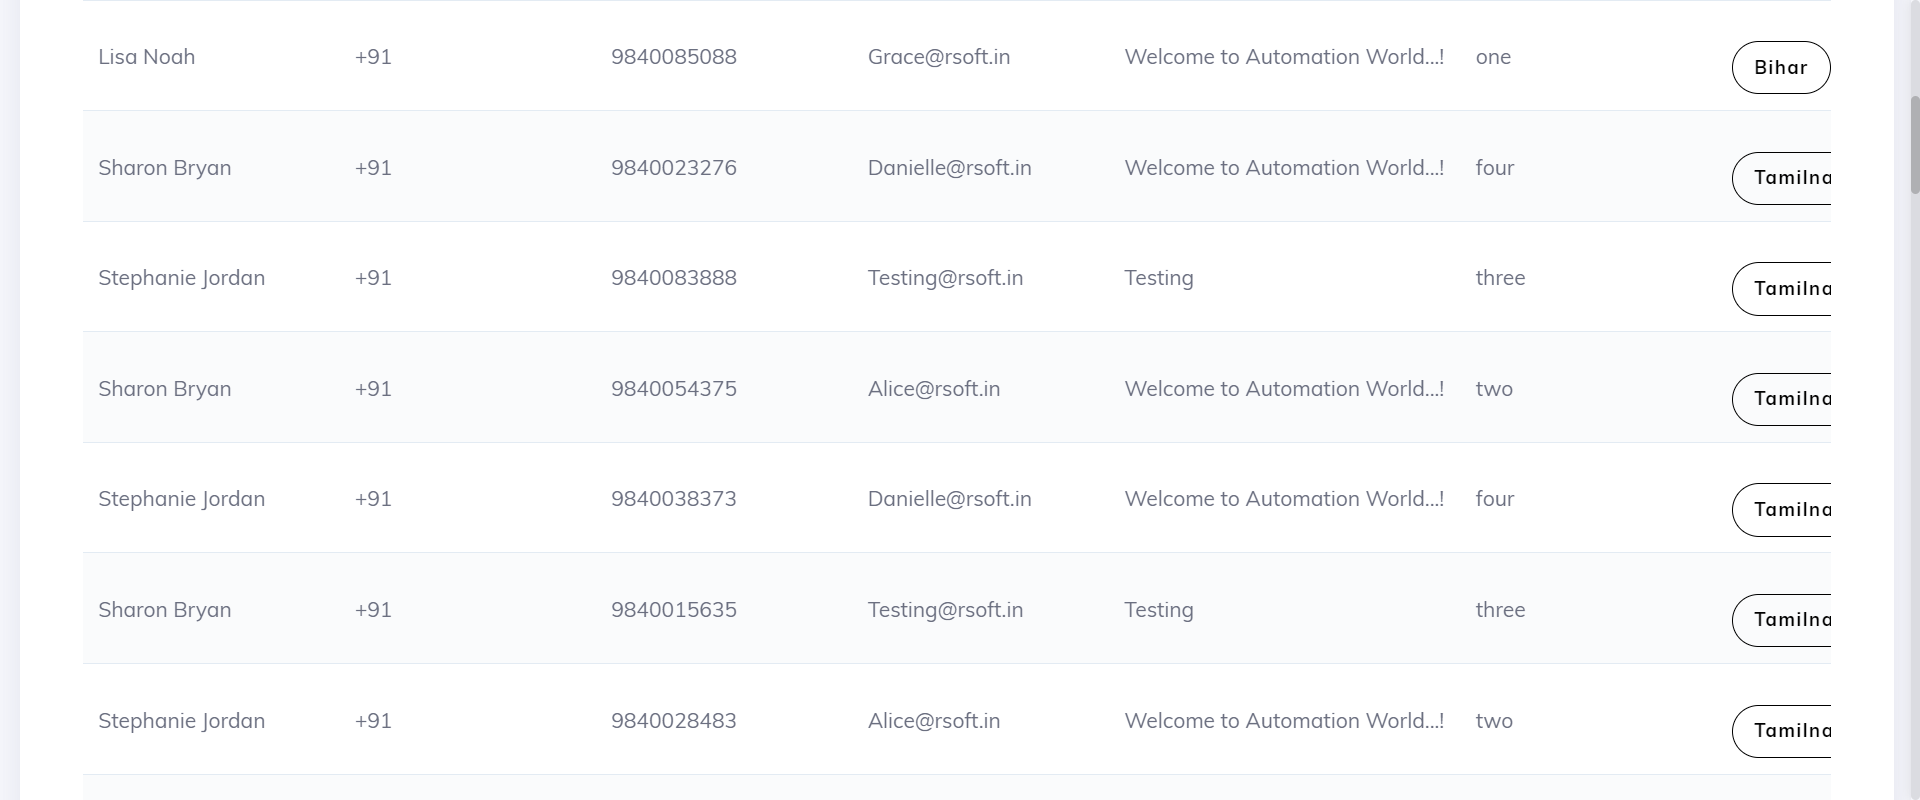 Lisa Noah +91 9840085088 Grace@rsoft.in Welcome to Automation World...! one Bihar
Sharon Bryan +91 9840023276 Danielle@rsoft.in Welcome to Automation World...! four Tamilna
Stephanie Jordan +91 9840083888 Testing@rsoft.in Testing three Tamilna
Sharon Bryan +91 9840054375 Alice@rsoft.in Welcome to Automation World...! two Tamilna
Stephanie Jordan +91 9840038373 Danielle@rsoft.in Welcome to Automation World...! four Tamilna
Sharon Bryan +91 9840015635 Testing@rsoft.in Testing three Tamilna
Stephanie Jordan +91 9840028483 Alice@rsoft.in Welcome to Automation World...! two Tamilna